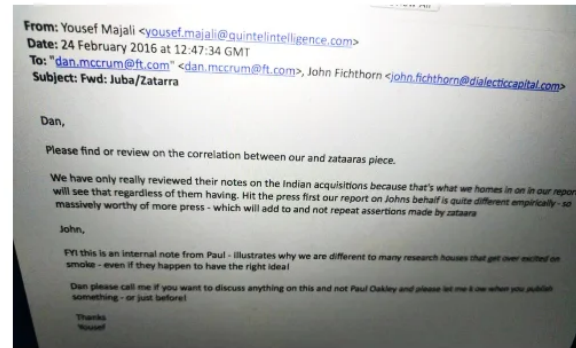 From: Yousef Majali <yousef.majali@quintelintelligence.com>
Date: 24 February 2016 at 12:47:34 GMT
To: "dan.mccrum@ft.com" <dan.mccrum@ft.com>, John Fichthorn <john.fichthorn@dialecticcapital.com>
Subject: Fwd: Juba/Zatarra
Dan,
Please find or review on the correlation between our and zataaras piece.
We have only really reviewed their notes on the Indian acquisitions because that's what we homes in on in our report
will see that regardless of them having. Hit the press first our report on Johns behalf is quite different empirically - so
massively worthy of more press - which will add to and not repeat assertions made by zataara
John,
FYI this is an internal note from Paul - illustrates why we are different to many research houses that get over excited on
smoke - even if they happen to have the right idea!
Dan please call me if you want to discuss anything on this and not Paul Oakley and please let me k ow when you publish
something - or just before!
Thanks
Yousef